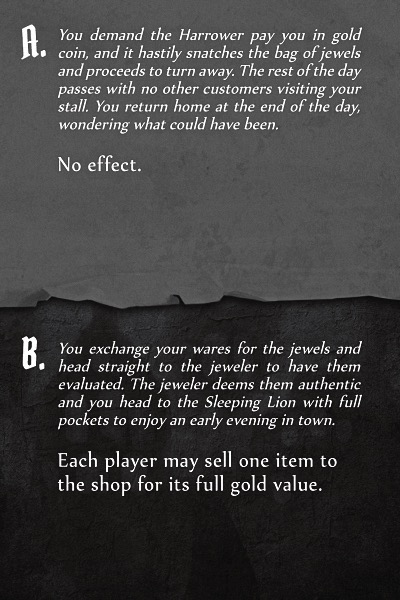 A.
You demand the Harrower pay you in gold
coin, and it hastily snatches the bag of jewels
and proceeds to turn away. The rest of the day
passes with no other customers visiting your
stall. You return home at the end of the day,
wondering what could have been.
No effect.
B.
You exchange your wares for the jewels and
head straight to the jeweler to have them
evaluated. The jeweler deems them authentic
and you head to the Sleeping Lion with full
pockets to enjoy an early evening in town.
Each player may sell one item to
the shop for its full gold value.